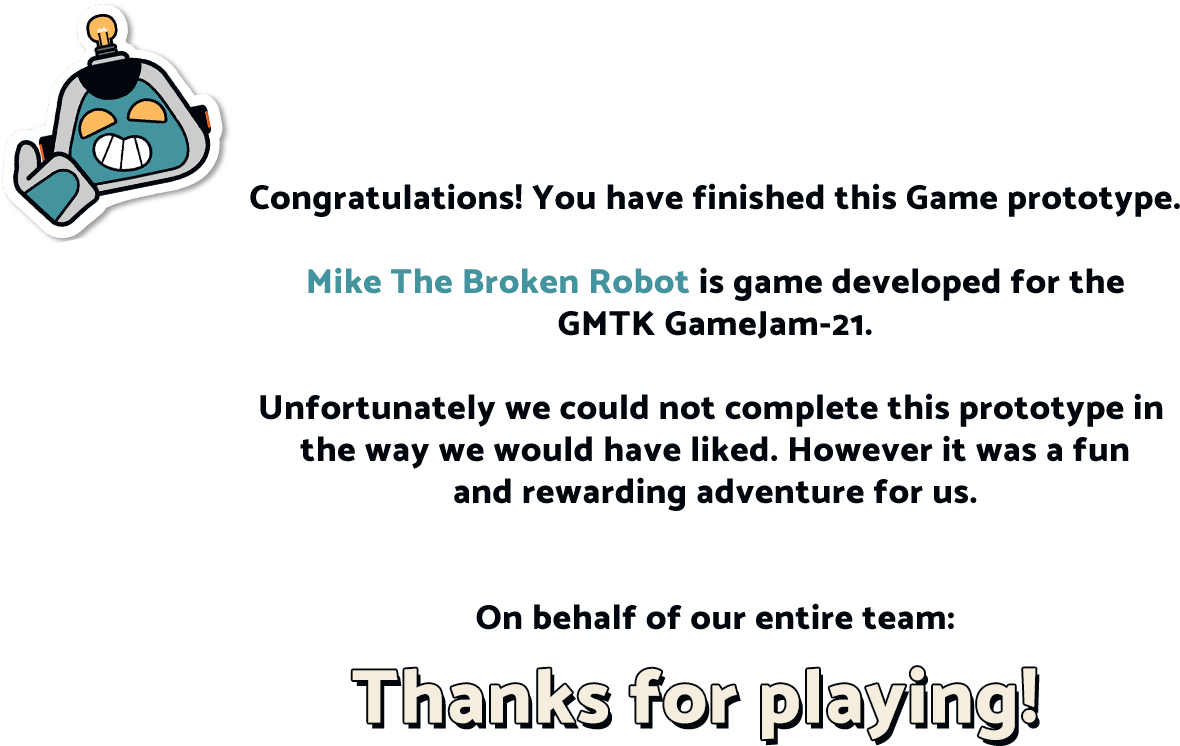 Congratulations! You have finished this Game prototype.
Mike The Broken Robot is game developed for the
GMTK GameJam-21.
Unfortunately we could not complete this prototype in
the way we would have liked. However it was a fun
and rewarding adventure for us.
On behalf of our entire team:
Thanks for playing!